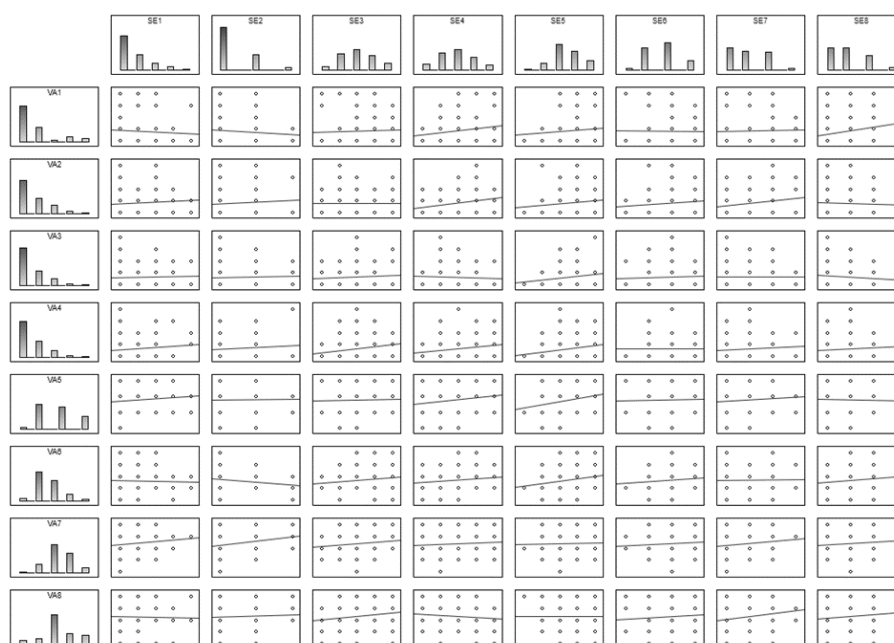 SE1 SE2 SE3 SE4 SE5 SE6 SE7 SE8
VA1
VA2
VA3
VA4
VA5
VA6
VA7
VA8